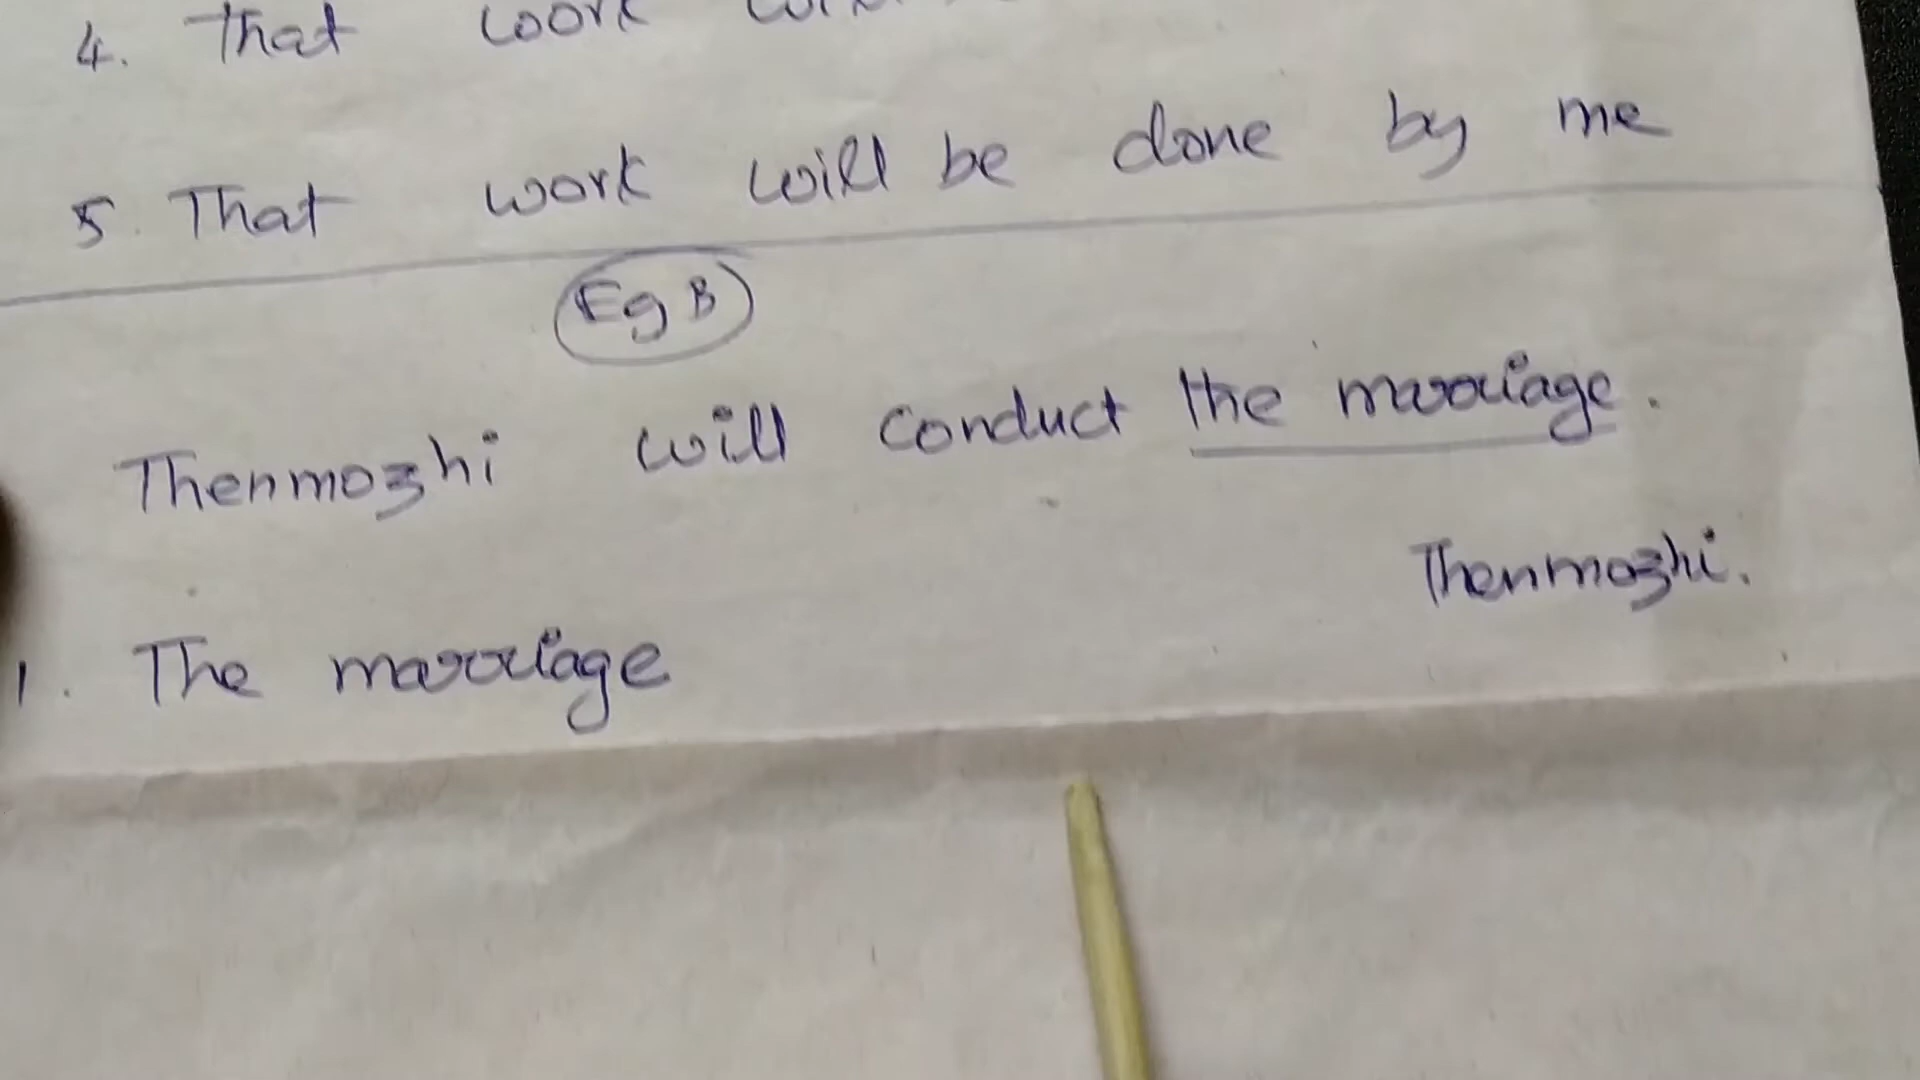 4. That work
5. That work will be done by me
Eg B
Thenmozhi will conduct the marriage.
Thenmozhi.
1. The marriage